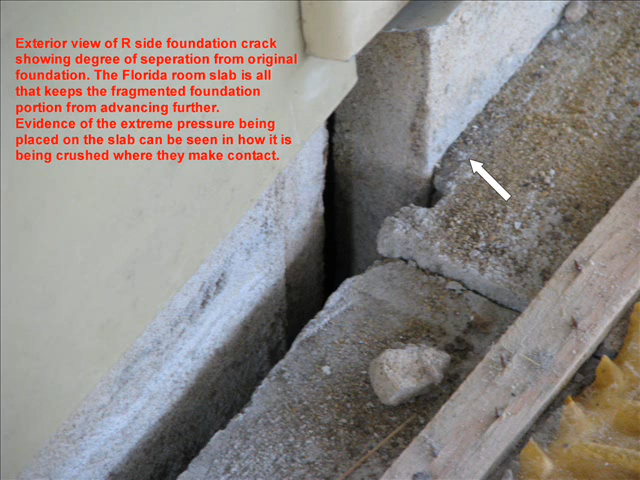 Exterior view of R side foundation crack
showing degree of seperation from original
foundation. The Florida room slab is all
that keeps the fragmented foundation
portion from advancing further.
Evidence of the extreme pressure being
placed on the slab can be seen in how it is
being crushed where they make contact.